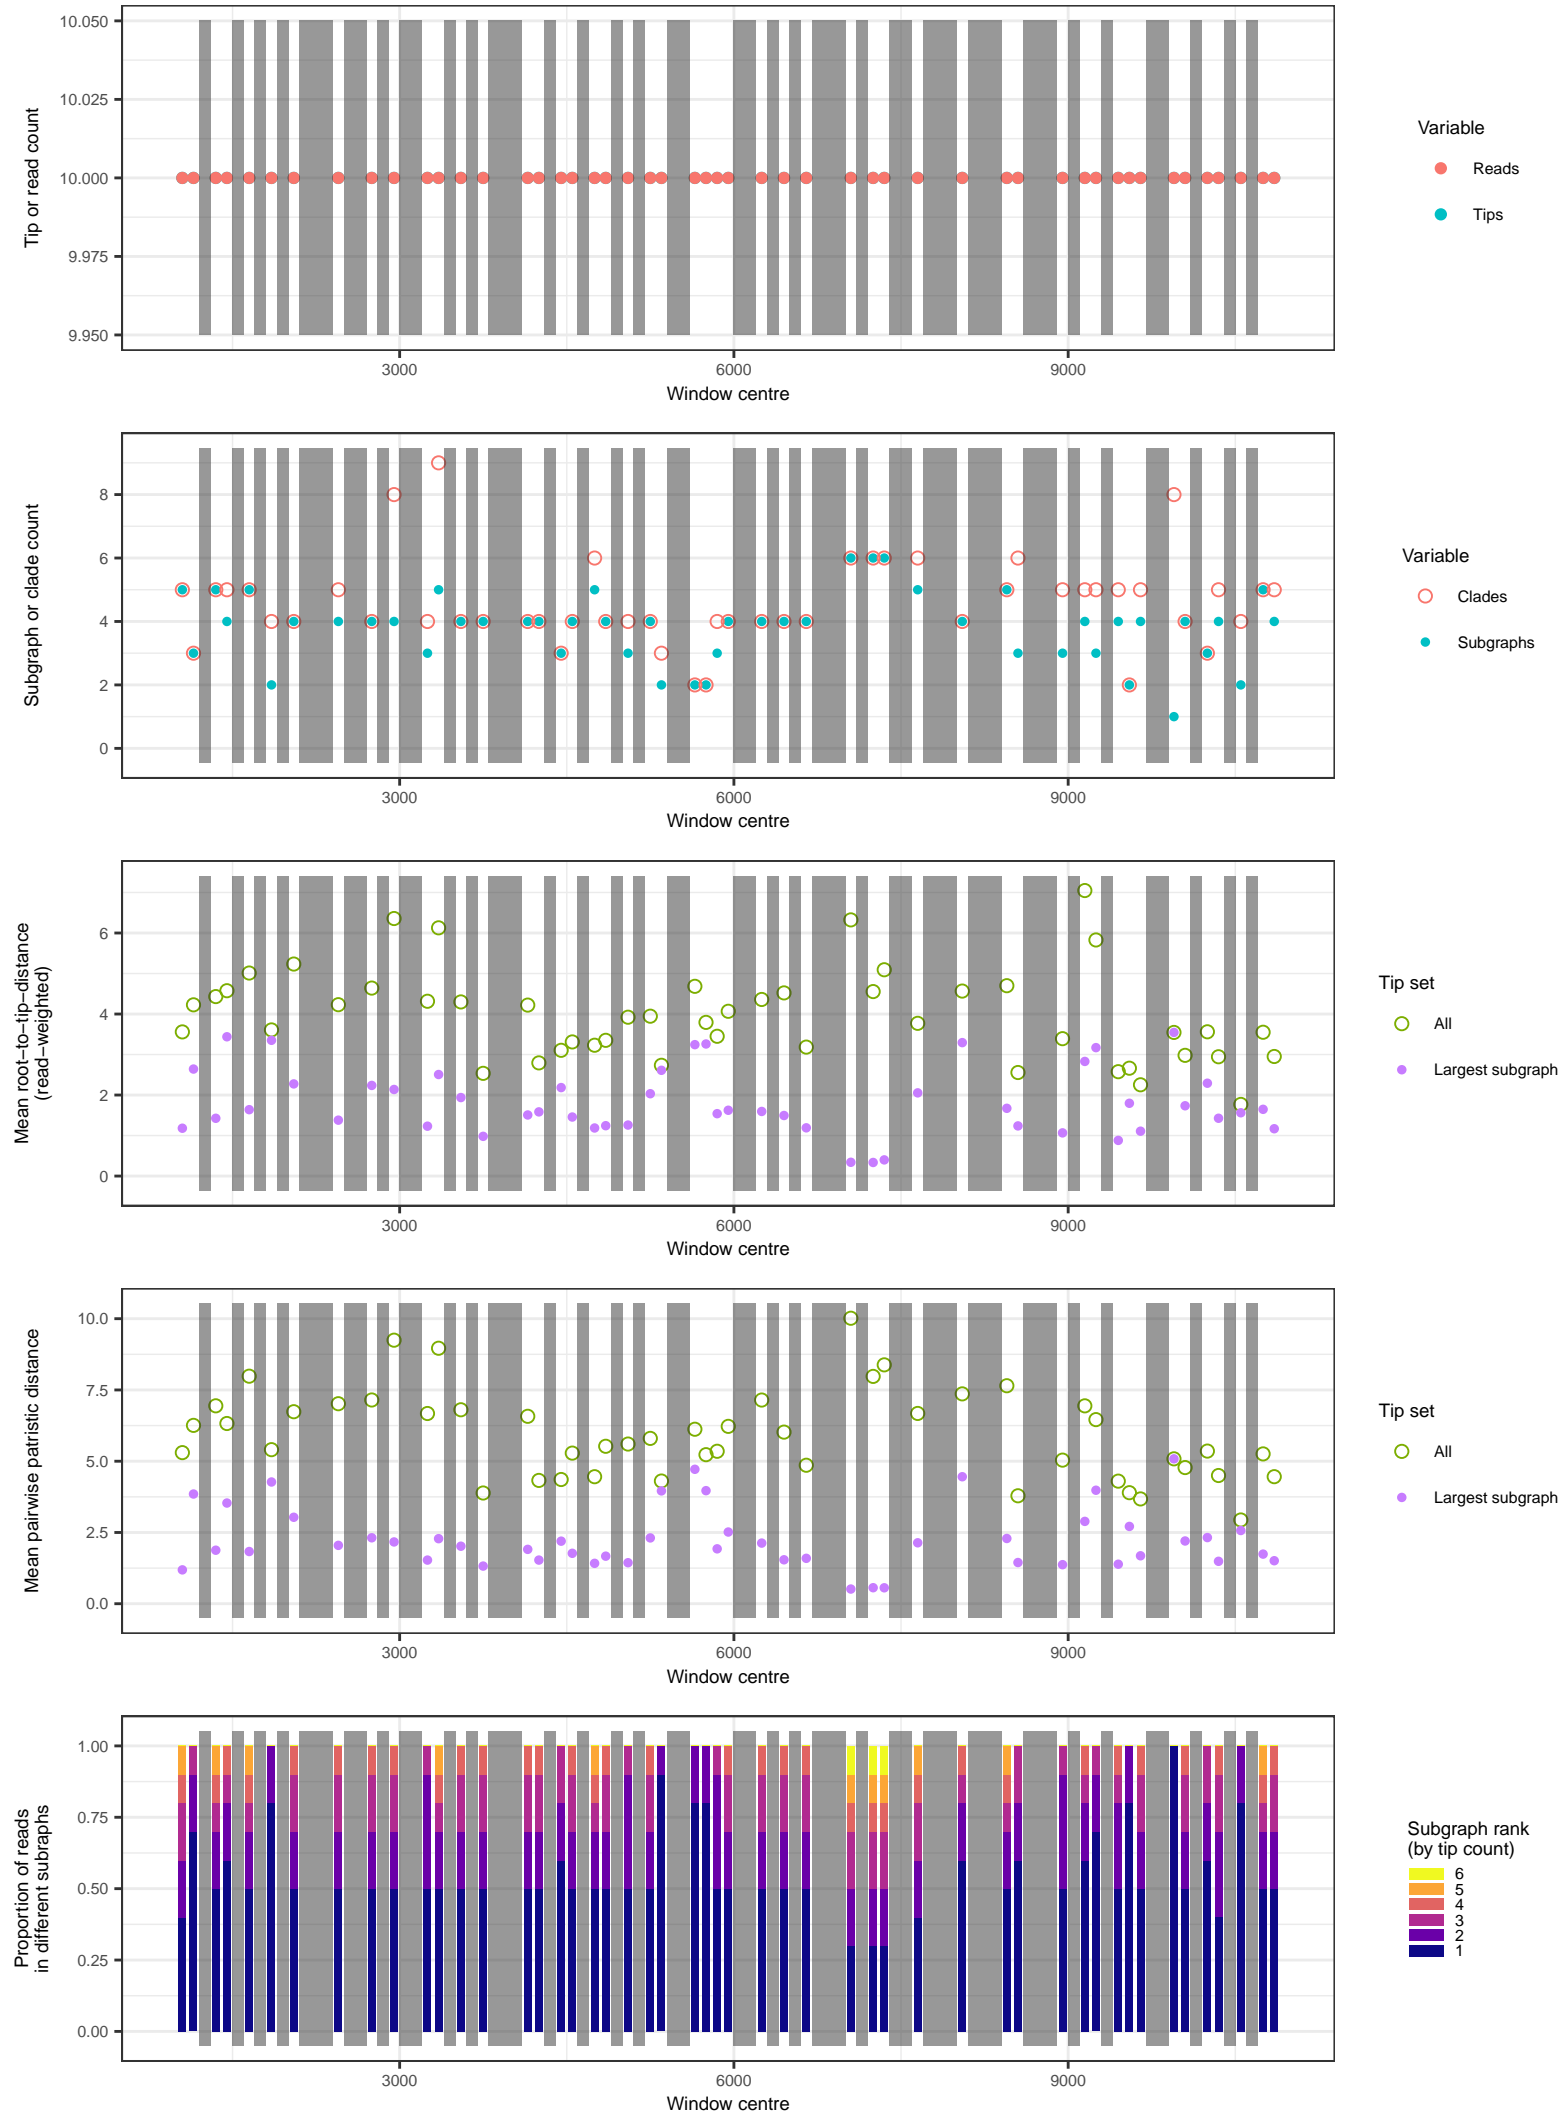 10.050
10.025
10.000
9.975
9.950
Tip or read count
3000
6000
9000
Window centre
Variable
Reads
Tips
8
6
4
2
0
Subgraph or clade count
3000
6000
9000
Window centre
Variable
Clades
Subgraphs
6
4
2
0
Mean root−to−tip−distance
(read−weighted)
3000
6000
9000
Window centre
Tip set
All
Largest subgraph
10.0
7.5
5.0
2.5
0.0
Mean pairwise patristic distance
3000
6000
9000
Window centre
Tip set
All
Largest subgraph
1.00
0.75
0.50
0.25
0.00
Proportion of reads
in different subraphs
3000
6000
9000
Window centre
Subgraph rank
(by tip count)
6
5
4
3
2
1